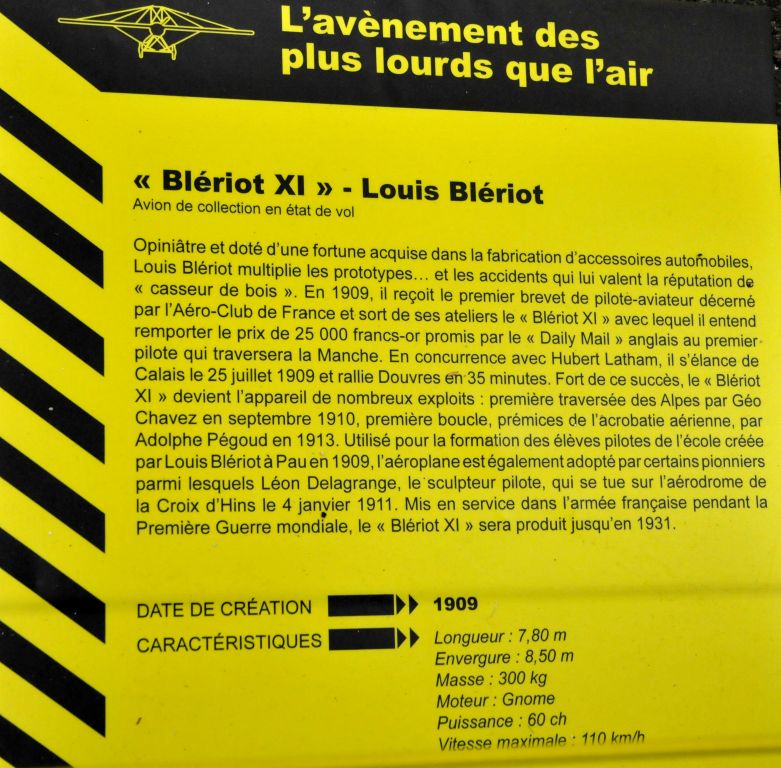 L'avènement des
plus lourds que l'air
« Blériot XI » - Louis Blériot
Avion de collection en état de vol
Opiniâtre et doté d'une fortune acquise dans la fabrication d'accessoires automobiles,
Louis Blériot multiplie les prototypes... et les accidents qui lui valent la réputation de
« casseur de bois ». En 1909, il reçoit le premier brevet de pilote-aviateur décerné
par l'Aéro-Club de France et sort de ses ateliers le « Blériot XI » avec lequel il entend
remporter le prix de 25 000 francs-or promis par le « Daily Mail » anglais au premier
pilote qui traversera la Manche. En concurrence avec Hubert Latham, il s'élance de
Calais le 25 juillet 1909 et rallie Douvres en 35 minutes. Fort de ce succès, le « Blériot
XI » devient l'appareil de nombreux exploits : première traversée des Alpes par Géo
Chavez en septembre 1910, première boucle, prémices de l'acrobatie aérienne, par
Adolphe Pégoud en 1913. Utilisé pour la formation des élèves pilotes de l'école créée
par Louis Blériot à Pau en 1909, l'aéroplane est également adopté par certains pionniers
parmi lesquels Léon Delagrange, le sculpteur pilote, qui se tue sur l'aérodrome de
la Croix d'Hins le 4 janvier 1911. Mis en service dans l'armée française pendant la
Première Guerre mondiale, le « Blériot XI » sera produit jusqu'en 1931.
DATE DE CRÉATION 1909
CARACTÉRISTIQUES Longueur : 7,80 m
Envergure : 8,50 m
Masse : 300 kg
Moteur : Gnome
Puissance : 60 ch
Vitesse maximale : 110 km/h